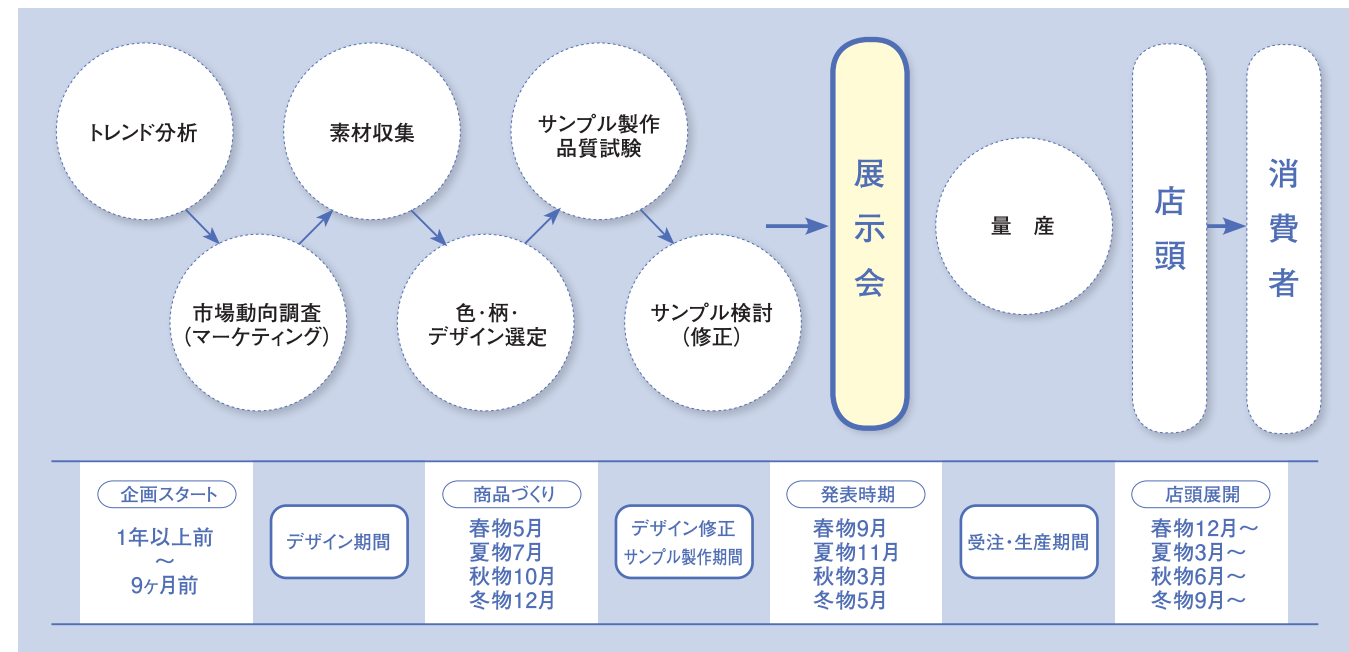 トレンド分析
市場動向調査
(マーケティング)
素材収集
色・柄・
デザイン選定
サンプル製作
品質試験
サンプル検討
(修正)
展示会
量　産
店頭
消費者
企画スタート
1年以上前
〜
9ヶ月前
デザイン期間
商品づくり
春物5月
夏物7月
秋物10月
冬物12月
デザイン修正
サンプル製作期間
発表時期
春物9月
夏物11月
秋物3月
冬物5月
受注・生産期間
店頭展開
春物12月〜
夏物3月〜
秋物6月〜
冬物9月〜